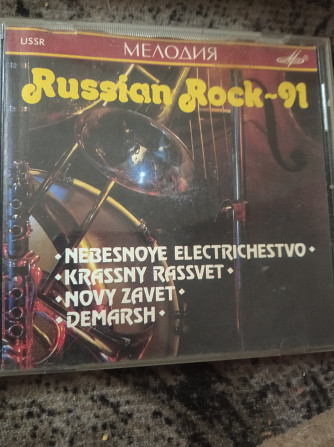 USSR
МЕЛОДИЯ
Russian Rock-91
• NEBESNOYE ELECTRICHESTVO •
• KRASSNY RASSVET •
• NOVY ZAVET •
• DEMARSH •